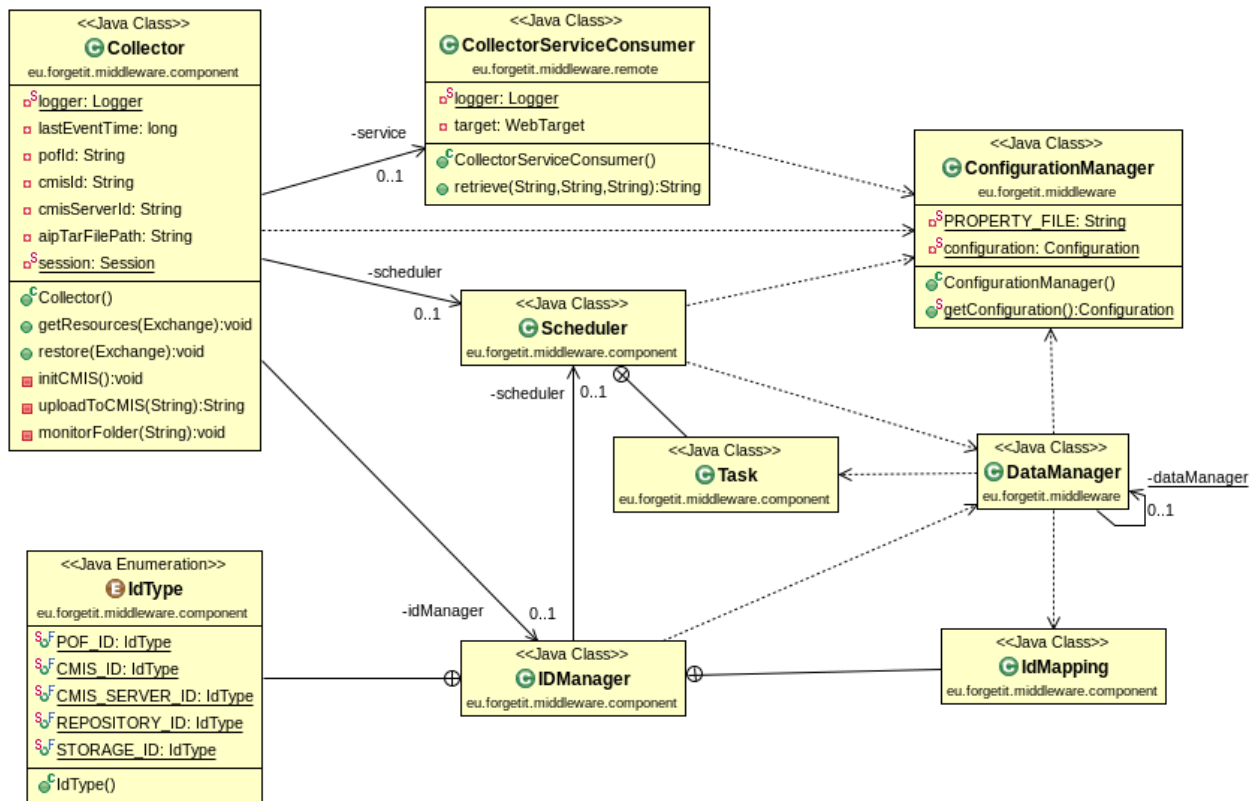 <<Java Class>>
Collector
eu.forgetit.middleware.component
logger: Logger
lastEventTime: long
pofId: String
cmisId: String
cmisServerId: String
aipTarFilePath: String
session: Session
Collector()
getResources(Exchange):void
restore(Exchange):void
initCMIS():void
uploadToCMIS(String):String
monitorFolder(String):void
-service
0..1
<<Java Class>>
CollectorServiceConsumer
eu.forgetit.middleware.remote
logger: Logger
target: WebTarget
CollectorServiceConsumer()
retrieve(String,String,String):String
<<Java Class>>
ConfigurationManager
eu.forgetit.middleware
PROPERTY_FILE: String
configuration: Configuration
ConfigurationManager()
getConfiguration():Configuration
-scheduler
0..1
<<Java Class>>
Scheduler
eu.forgetit.middleware.component
-scheduler
0..1
<<Java Class>>
Task
eu.forgetit.middleware.component
<<Java Class>>
DataManager
eu.forgetit.middleware
-dataManager
0..1
<<Java Enumeration>>
IdType
eu.forgetit.middleware.component
POF_ID: IdType
CMIS_ID: IdType
CMIS_SERVER_ID: IdType
REPOSITORY_ID: IdType
STORAGE_ID: IdType
IdType()
-idManager
0..1
<<Java Class>>
IDManager
eu.forgetit.middleware.component
<<Java Class>>
IdMapping
eu.forgetit.middleware.component